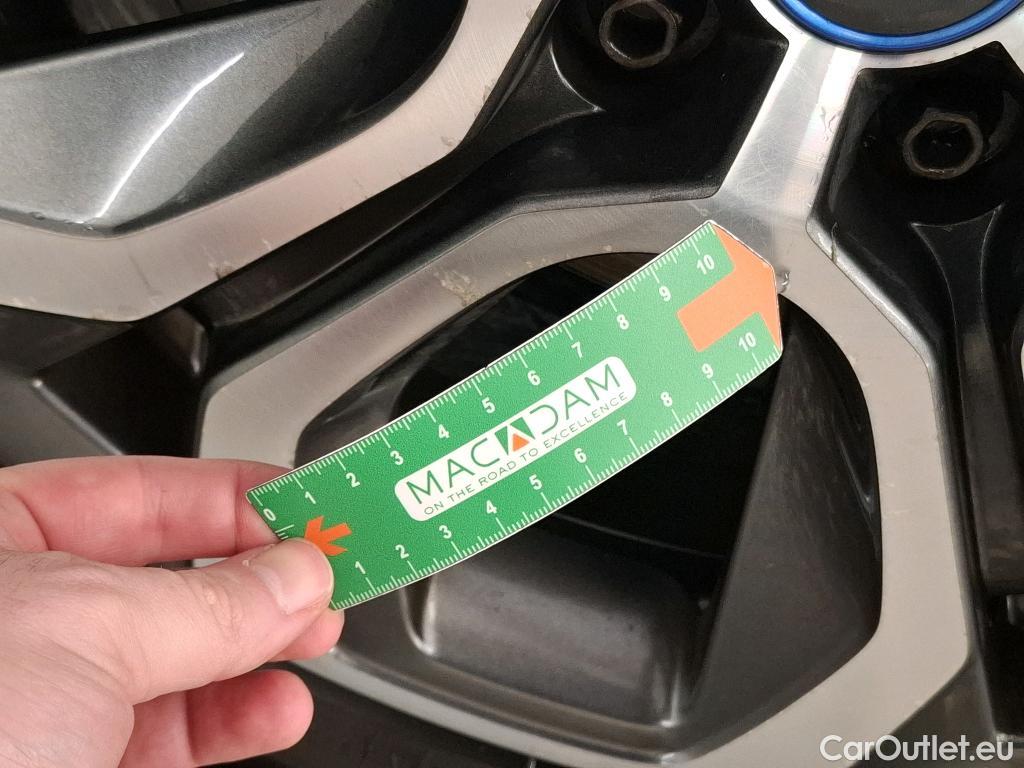 0 1 2 3 4 5 6 7 8 9 10
MACADAM
ON THE ROAD TO EXCELLENCE
1 2 3 4 5 6 7 8 9 10
CarOutlet.eu